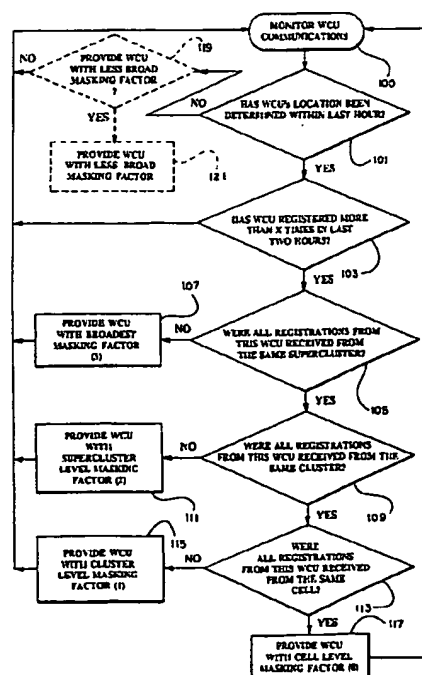 MONITOR WCU
COMMUNICATIONS
100
NO
PROVIDE WCU
WITH LESS BROAD
MASKING FACTOR
?
119
YES
PROVIDE WCU
WITH LESS BROAD
MASKING FACTOR
121
NO
HAS WCU'S LOCATION BEEN
DETERMINED WITHIN LAST HOUR?
101
YES
HAS WCU REGISTERED MORE
THAN X TIMES IN LAST
TWO HOURS?
103
YES
107
PROVIDE WCU
WITH BROADEST
MASKING FACTOR
(3)
NO
WERE ALL REGISTRATIONS FROM
THIS WCU RECEIVED FROM
THE SAME SUPERCLUSTER?
105
YES
PROVIDE WCU
WITH
SUPERCLUSTER
LEVEL MASKING
FACTOR (2)
111
NO
WERE ALL REGISTRATIONS
FROM THIS WCU RECEIVED FROM THE
SAME CLUSTER?
109
YES
115
PROVIDE WCU
WITH CLUSTER
LEVEL MASKING
FACTOR (1)
NO
WERE
ALL REGISTRATIONS
FROM THIS WCU RECEIVED
FROM THE SAME
CELL?
113
YES
117
PROVIDE WCU
WITH CELL LEVEL
MASKING FACTOR (0)